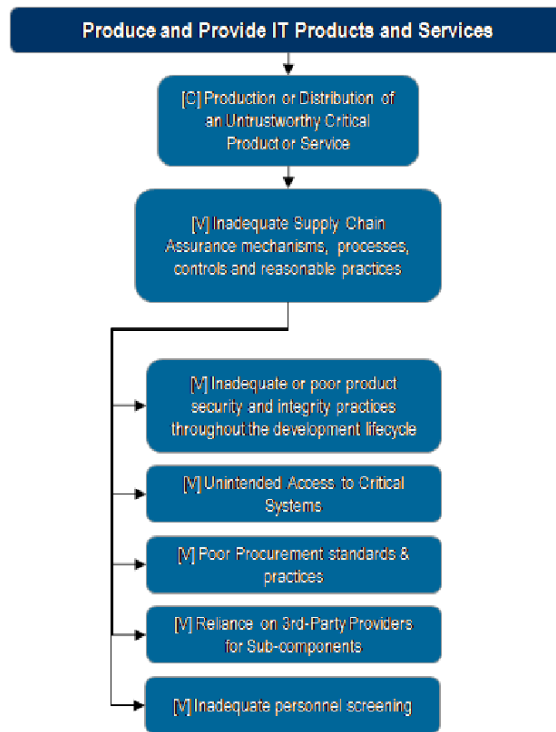 Produce and Provide IT Products and Services
[C] Production or Distribution of
an Untrustworthy Critical
Product or Service
[V] Inadequate Supply Chain
Assurance mechanisms, processes,
controls and reasonable practices
[V] Inadequate or poor product
security and integrity practices
throughout the development lifecycle
[V] Unintended Access to Critical
Systems
[V] Poor Procurement standards &
practices
[V] Reliance on 3rd-Party Providers
for Sub-components
[V] Inadequate personnel screening